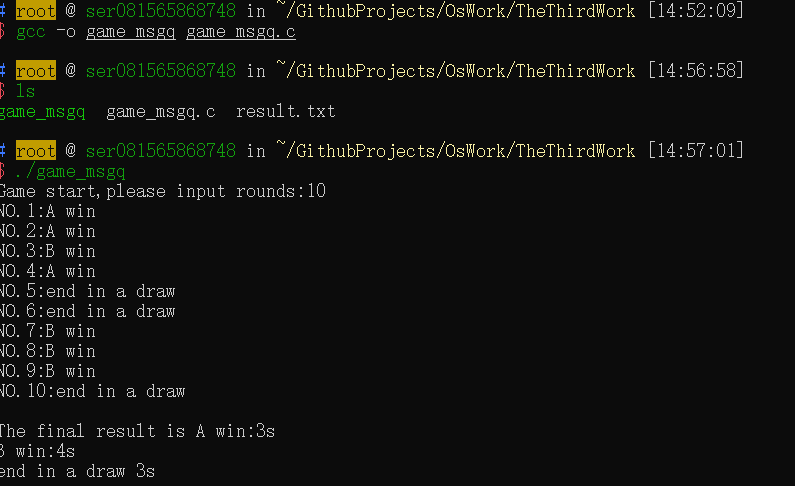 # root @ ser081565868748 in ~/GithubProjects/OsWork/TheThirdWork [14:52:09]
$ gcc -o game_msgq game_msgq.c
# root @ ser081565868748 in ~/GithubProjects/OsWork/TheThirdWork [14:56:58]
$ ls
game_msgq  game_msgq.c  result.txt
# root @ ser081565868748 in ~/GithubProjects/OsWork/TheThirdWork [14:57:01]
$ ./game_msgq
Game start,please input rounds:10
NO.1:A win
NO.2:A win
NO.3:B win
NO.4:A win
NO.5:end in a draw
NO.6:end in a draw
NO.7:B win
NO.8:B win
NO.9:B win
NO.10:end in a draw
The final result is A win:3s
B win:4s
end in a draw 3s